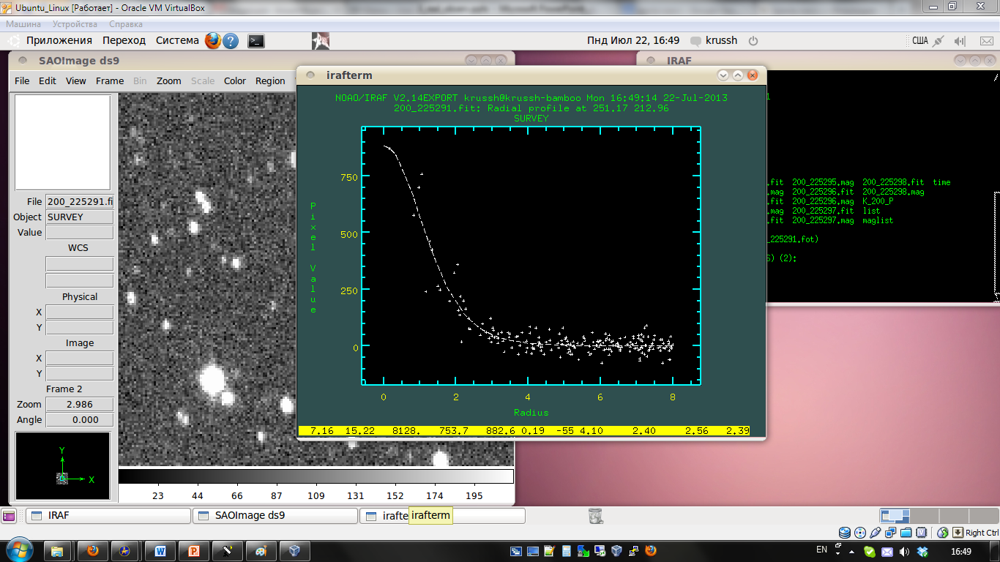 Ubuntu_Linux [Работает] - Oracle VM VirtualBox
Машина Устройства Справка
Приложения Переход Система
Пнд Июл 22, 16:49 krussh
США
SAOImage ds9
IRAF
irafterm
File Edit View Frame Bin Zoom Scale Color Region
File 200_225291.fi
Object SURVEY
Value
WCS
Physical
X
Y
Image
X
Y
Frame 2
Zoom 2.986
Angle 0.000
Y
X
23 44 66 87 109 131 152 174 195
NOAO/IRAF V2.14EXPORT krussh@krussh-bamboo Mon 16:49:14 22-Jul-2013
200_225291.fit: Radial profile at 251.17 212.96
SURVEY
Pixel Value
750
500
250
0
0 2 4 6 8
Radius
7.16 15.22 8128. 753.7 882.6 0.19 -55 4.10 2.40 2.56 2.39
.fit 200_225295.mag 200_225298.fit time
.mag 200_225296.fit 200_225298.mag
.fit 200_225296.mag K_200_P
.mag 200_225297.fit list
.fit 200_225297.mag maglist
_225291.fot)
) (2):
IRAF
SAOImage ds9
irafte
irafterm
Right Ctrl
EN
16:49